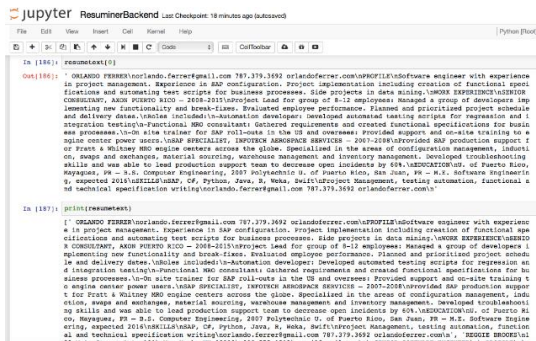 jupyter ResuminerBackend Last Checkpoint: 18 minutes ago (autosaved)
File Edit View Insert Cell Kernel Help Python [Root]
Code CellToolbar
In [186]: resumetext[0]
Out[186]: ' ORLANDO FERRER\norlando.ferrer@gmail.com 787.379.3692 orlandoferrer.com\nPROFILE\nSoftware engineer with experience
in project management. Experience in SAP configuration. Project implementation including creation of functional speci
fications and automating test scripts for business processes. Side projects in data mining.\nWORK EXPERIENCE\nSENIOR
CONSULTANT, AXON PUERTO RICO – 2008-2015\nProject Lead for group of 8-12 employees: Managed a group of developers imp
lementing new functionality and break-fixes. Evaluated employee performance. Planned and prioritized project schedule
and delivery dates.\nRoles included:\n-Automation developer: Developed automated testing scripts for regression and i
ntegration testing\n-Functional MRO consultant: Gathered requirements and created functional specifications for busin
ess processes.\n-On site trainer for SAP roll-outs in the US and oversees: Provided support and on-site training to e
ngine center power users.\nSAP SPECIALIST, INFOTECH AEROSPACE SERVICES – 2007-2008\nProvided SAP production support f
or Pratt & Whitney MRO engine centers across the globe. Specialized in the areas of configuration management, inducti
on, swaps and exchanges, material sourcing, warehouse management and inventory management. Developed troubleshooting
skills and was able to lead production support team to decrease open incidents by 60%.\nEDUCATION\nU. of Puerto Rico,
Mayaguez, PR – B.S. Computer Engineering, 2007 Polytechnic U. of Puerto Rico, San Juan, PR – M.E. Software Engineerin
g, expected 2016\nSKILLS\nSAP, C#, Python, Java, R, Weka, Swift\nProject Management, testing automation, functional a
nd technical specification writing\norlando.ferrer@gmail.com 787.379.3692 orlandoferrer.com\n'
In [187]: print(resumetext)
[' ORLANDO FERRER\norlando.ferrer@gmail.com 787.379.3692 orlandoferrer.com\nPROFILE\nSoftware engineer with experienc
e in project management. Experience in SAP configuration. Project implementation including creation of functional spe
cifications and automating test scripts for business processes. Side projects in data mining.\nWORK EXPERIENCE\nSENIO
R CONSULTANT, AXON PUERTO RICO – 2008-2015\nProject Lead for group of 8-12 employees: Managed a group of developers i
mplementing new functionality and break-fixes. Evaluated employee performance. Planned and prioritized project schedu
le and delivery dates.\nRoles included:\n-Automation developer: Developed automated testing scripts for regression an
d integration testing\n-Functional MRO consultant: Gathered requirements and created functional specifications for bu
siness processes.\n-On site trainer for SAP roll-outs in the US and oversees: Provided support and on-site training t
o engine center power users.\nSAP SPECIALIST, INFOTECH AEROSPACE SERVICES – 2007-2008\nProvided SAP production suppor
t for Pratt & Whitney MRO engine centers across the globe. Specialized in the areas of configuration management, indu
ction, swaps and exchanges, material sourcing, warehouse management and inventory management. Developed troubleshooti
ng skills and was able to lead production support team to decrease open incidents by 60%.\nEDUCATION\nU. of Puerto Ri
co, Mayaguez, PR – B.S. Computer Engineering, 2007 Polytechnic U. of Puerto Rico, San Juan, PR – M.E. Software Engine
ering, expected 2016\nSKILLS\nSAP, C#, Python, Java, R, Weka, Swift\nProject Management, testing automation, function
al and technical specification writing\norlando.ferrer@gmail.com 787.379.3692 orlandoferrer.com\n', 'REGGIE BROOKS\n1